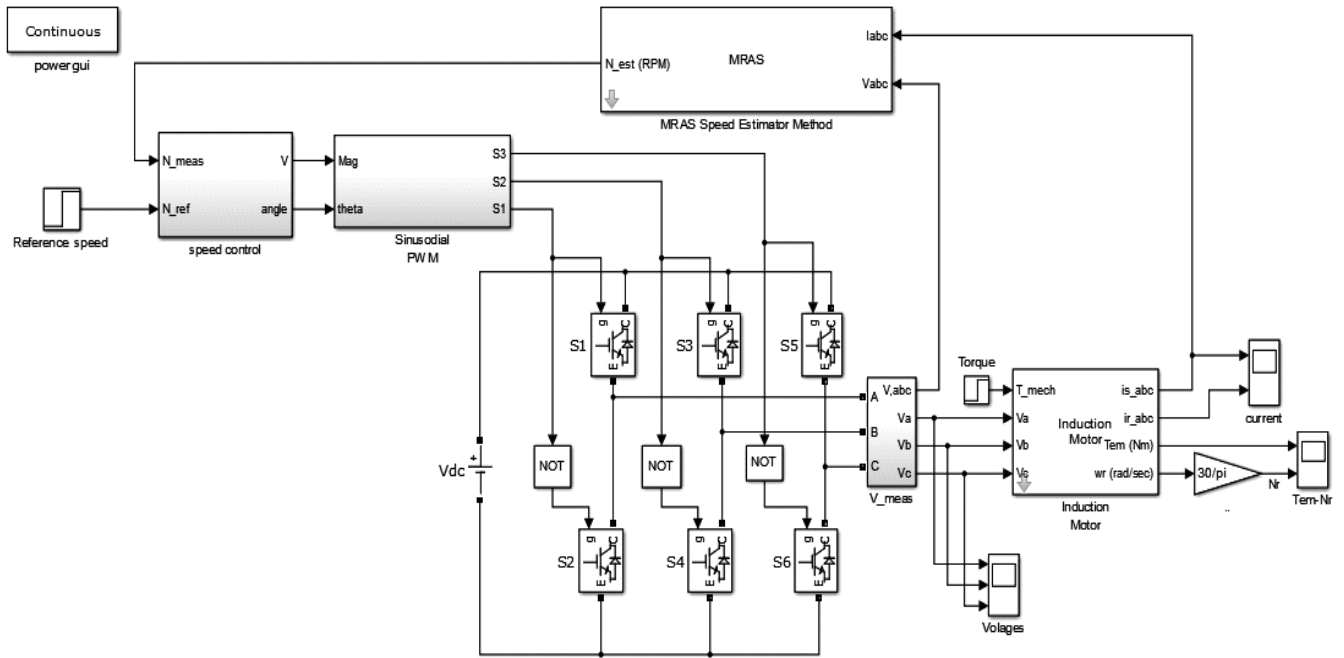 Continuous
powergui
N_est (RPM)
MRAS
Iabc
Vabc
MRAS Speed Estimator Method
N_meas
V
N_ref
angle
speed control
Reference speed
Mag
theta
S3
S2
S1
Sinusodial
PWM
g
C
E
S1
g
C
E
S3
g
C
E
S5
Vdc
+
NOT
NOT
NOT
g
C
E
S2
g
C
E
S4
g
C
E
S6
A
B
C
V,abc
Va
Vb
Vc
V_meas
Torque
T_mech
Va
Vb
Vc
Induction
Motor
is_abc
ir_abc
Tem (Nm)
wr (rad/sec)
Induction
Motor
current
30/pi
..
Nr
Tem-Nr
Volages